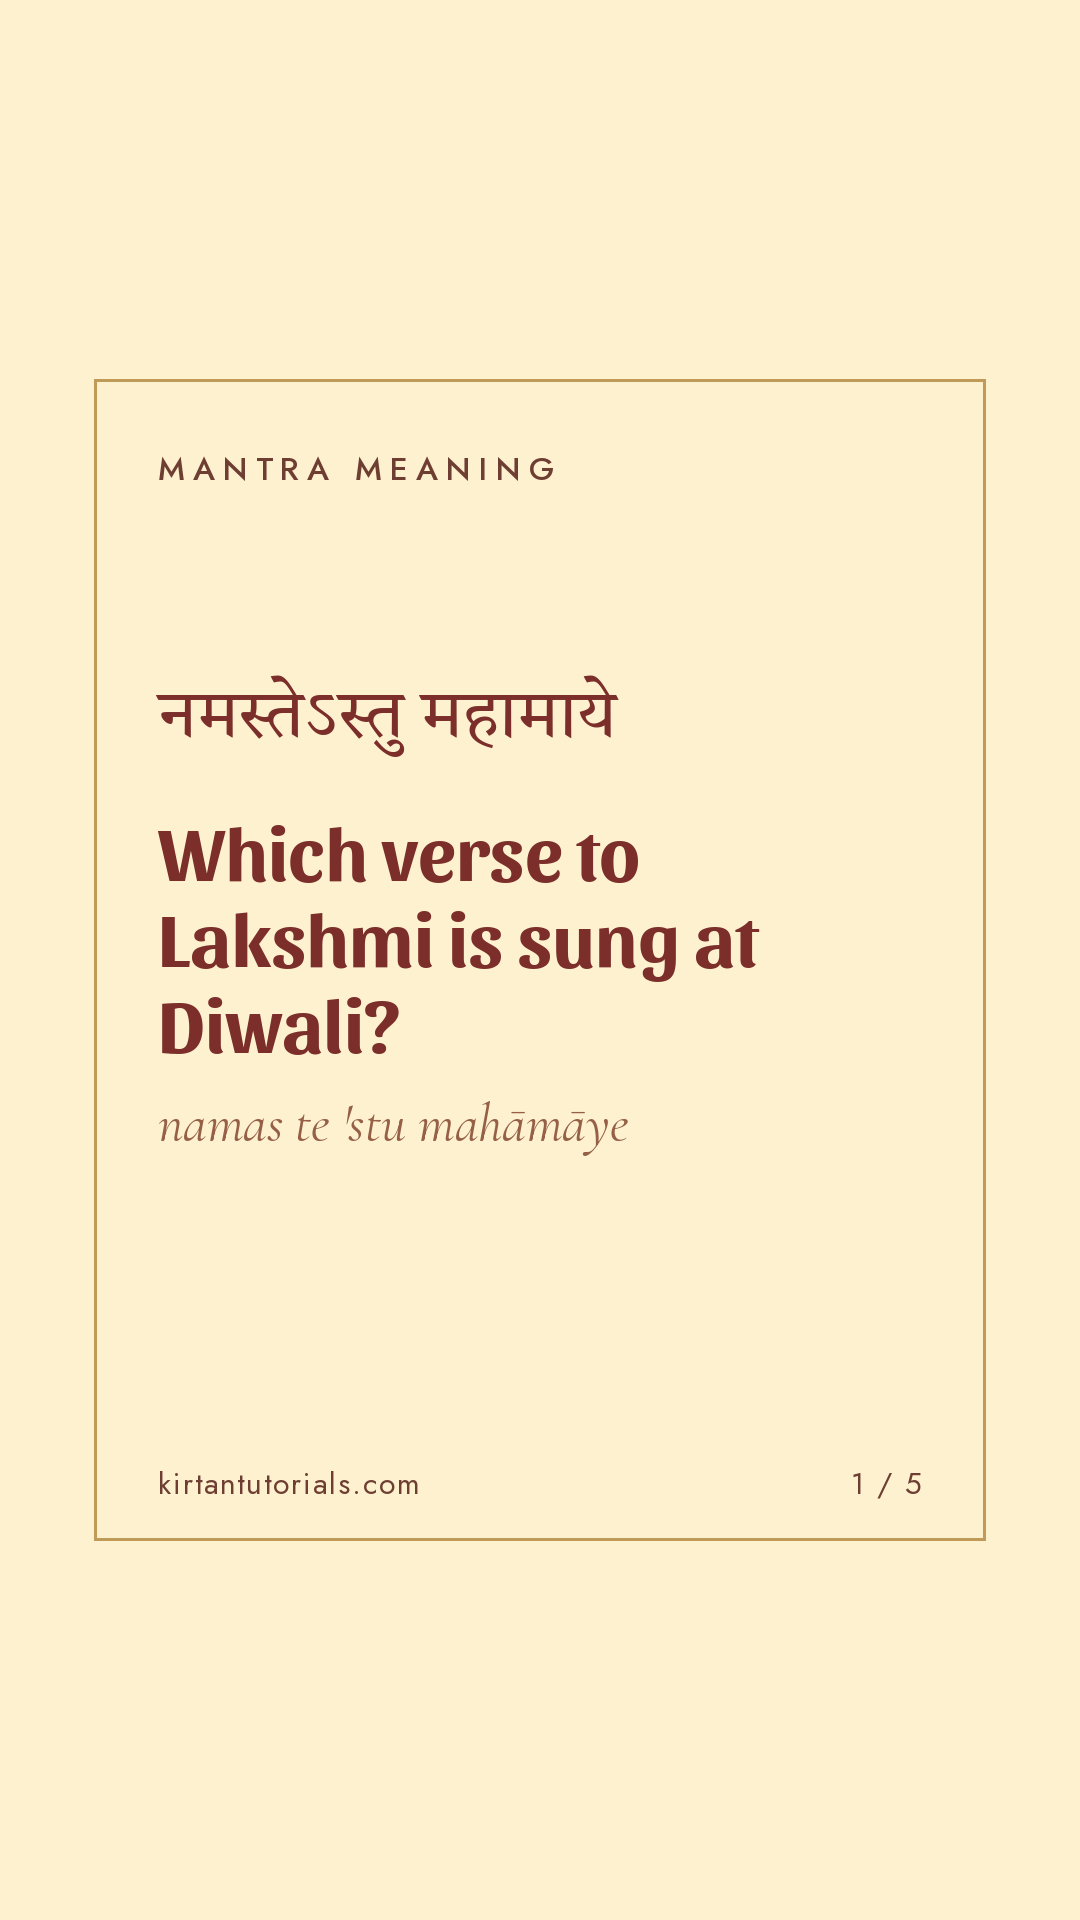 MANTRA MEANING
नमस्तेऽस्तु महामाये
Which verse to
Lakshmi is sung at
Diwali?
namas te 'stu mahāmāye
kirtantutorials.com
1 / 5